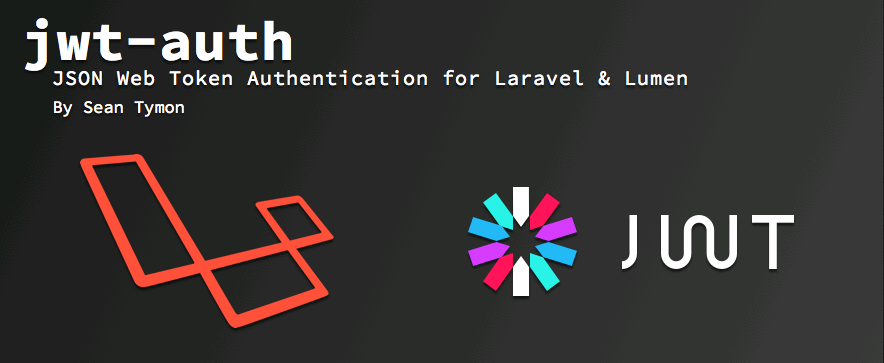 jwt-auth
JSON Web Token Authentication for Laravel & Lumen
By Sean Tymon
JWT